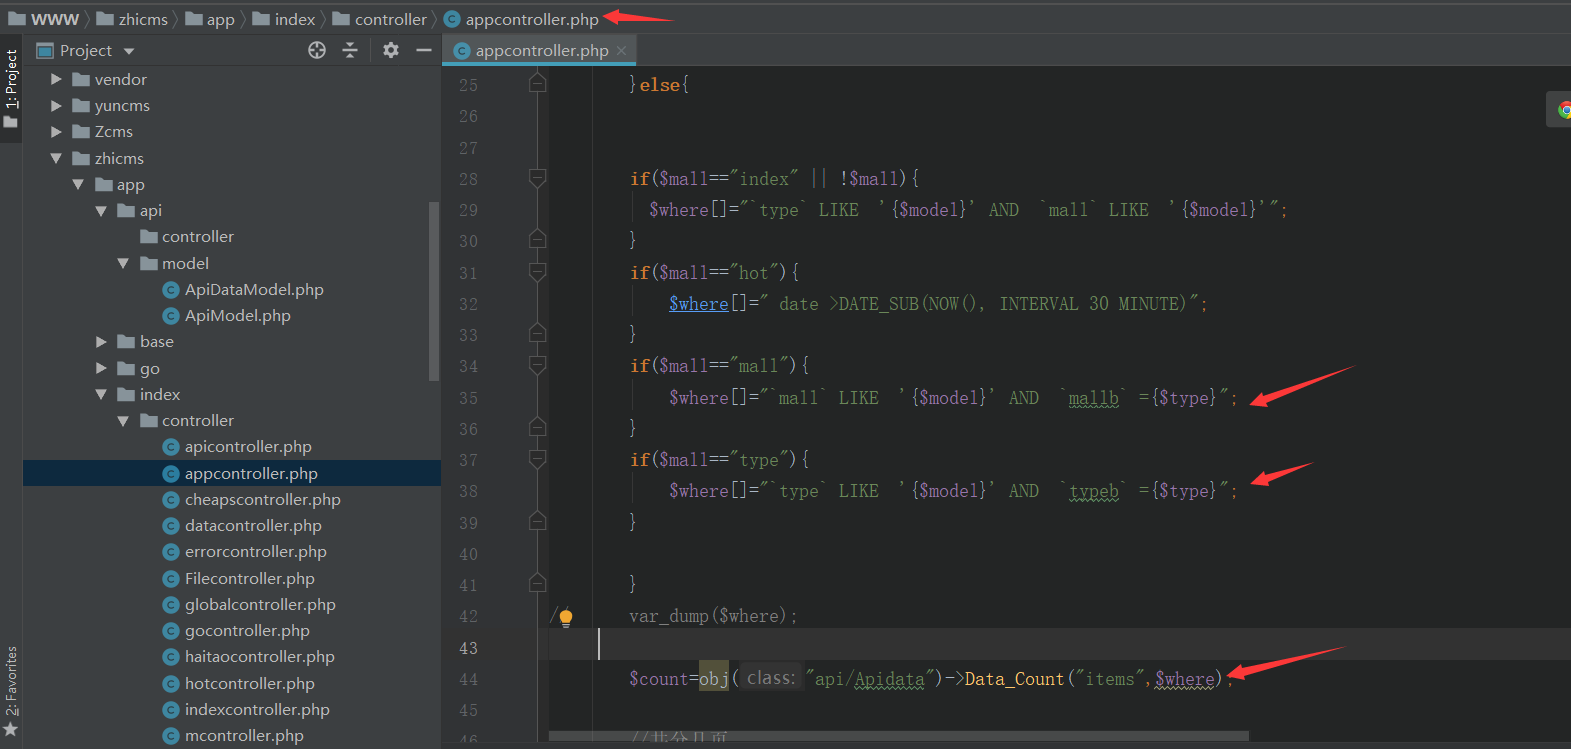 WWW zhicms app index controller appcontroller.php
Project
appcontroller.php
1: Project
2: Favorites
vendor
yuncms
Zcms
zhicms
app
api
controller
model
ApiDataModel.php
ApiModel.php
base
go
index
controller
apicontroller.php
appcontroller.php
cheapscontroller.php
datacontroller.php
errorcontroller.php
Filecontroller.php
globalcontroller.php
gocontroller.php
haitaocontroller.php
hotcontroller.php
indexcontroller.php
mcontroller.php
25 }else{
26
27
28 if($mall=="index" || !$mall){
29 $where[]="`type` LIKE '{$model}' AND `mall` LIKE '{$model}'";
30 }
31 if($mall=="hot"){
32 $where[]=" date >DATE_SUB(NOW(), INTERVAL 30 MINUTE)";
33 }
34 if($mall=="mall"){
35 $where[]="`mall` LIKE '{$model}' AND `mallb` ={$type}";
36 }
37 if($mall=="type"){
38 $where[]="`type` LIKE '{$model}' AND `typeb` ={$type}";
39 }
40
41 }
42 // var_dump($where);
43
44 $count=obj( class: "api/Apidata")->Data_Count("items",$where);
45
46 //共分几页